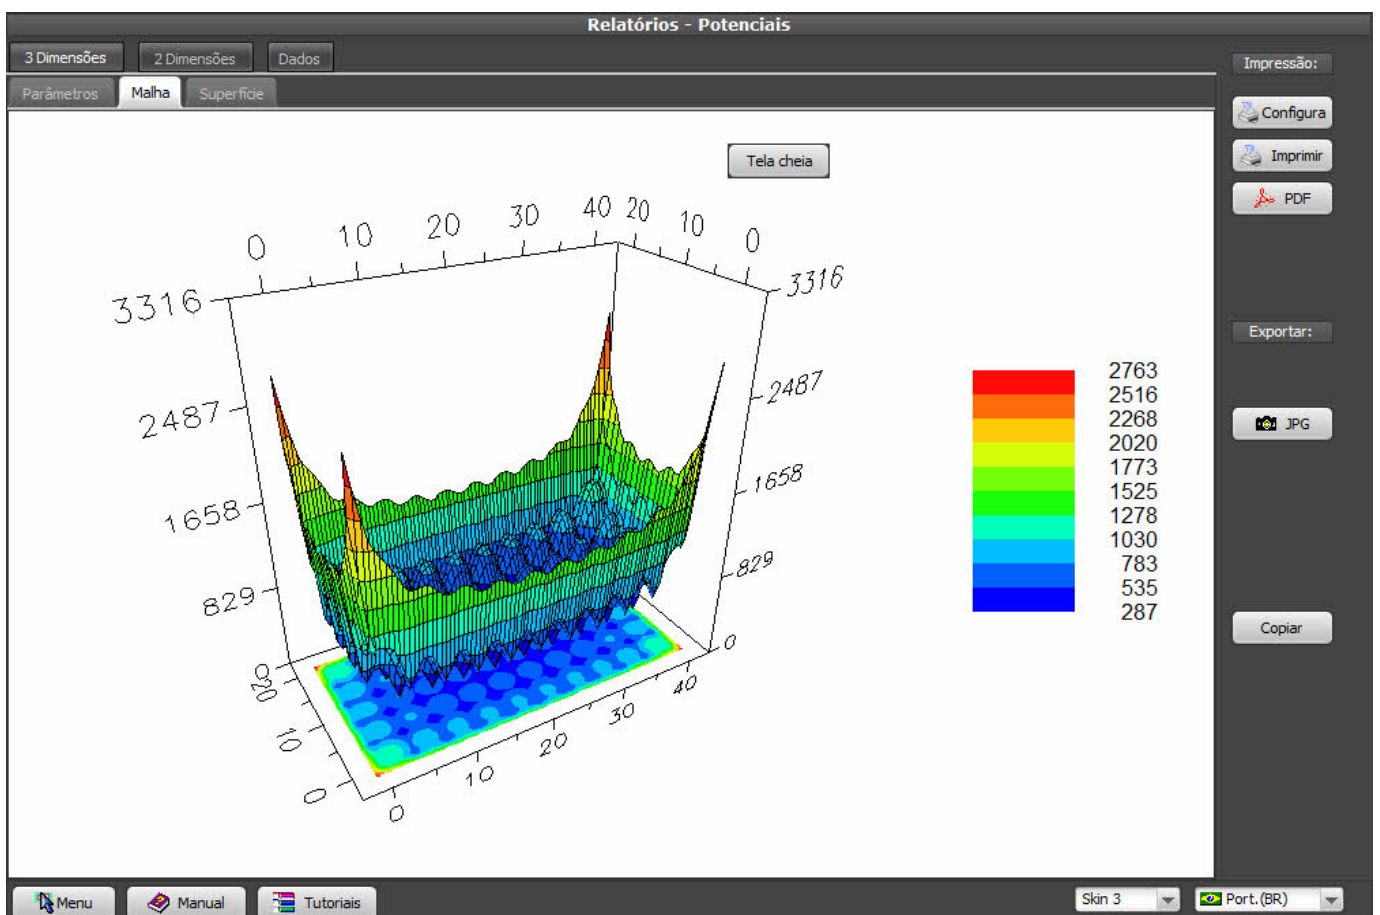 Relatórios - Potenciais
3 Dimensões 2 Dimensões Dados
Impressão:
Parâmetros Malha Superfície
Configura
Tela cheia
Imprimir
PDF
0 10 20 30 40 20 10 0
3316 3316
2487 2487
1658 1658
829 829
0 0
20 10 0
0 10 20 30 40
Exportar:
JPG
2763
2516
2268
2020
1773
1525
1278
1030
783
535
287
Copiar
Menu Manual Tutoriais Skin 3 Port.(BR)